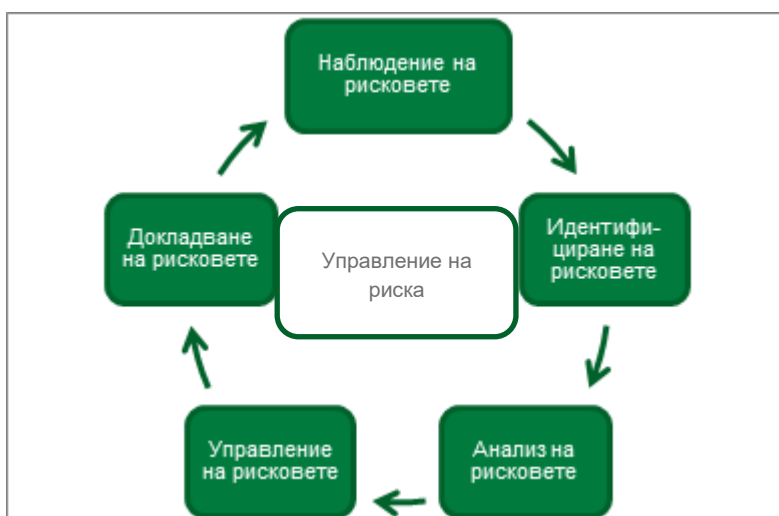 Наблюдение на
рисковете
Идентифи-
циране на
рисковете
Анализ на
рисковете
Управление
на рисковете
Докладване
на рисковете
Управление на
риска